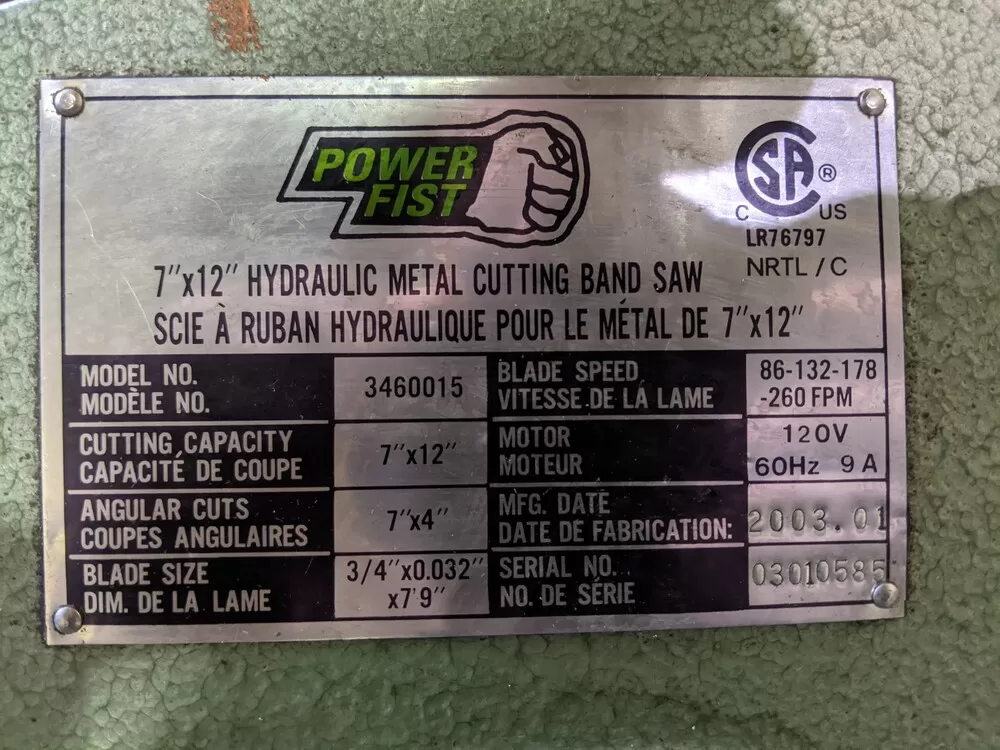 POWER
FIST
CSA®
C US
LR76797
NRTL / C
7"x12" HYDRAULIC METAL CUTTING BAND SAW
SCIE À RUBAN HYDRAULIQUE POUR LE MÉTAL DE 7"x12"
MODEL NO.
MODÈLE NO.
3460015
BLADE SPEED
VITESSE DE LA LAME
86-132-178
-260 FPM
CUTTING CAPACITY
CAPACITÉ DE COUPE
7"x12"
MOTOR
MOTEUR
120V
60Hz 9A
ANGULAR CUTS
COUPES ANGULAIRES
7"x4"
MFG. DATE
DATE DE FABRICATION:
2003.01
BLADE SIZE
DIM. DE LA LAME
3/4"x0.032"
x7'9"
SERIAL NO.
NO. DE SÉRIE
03010585